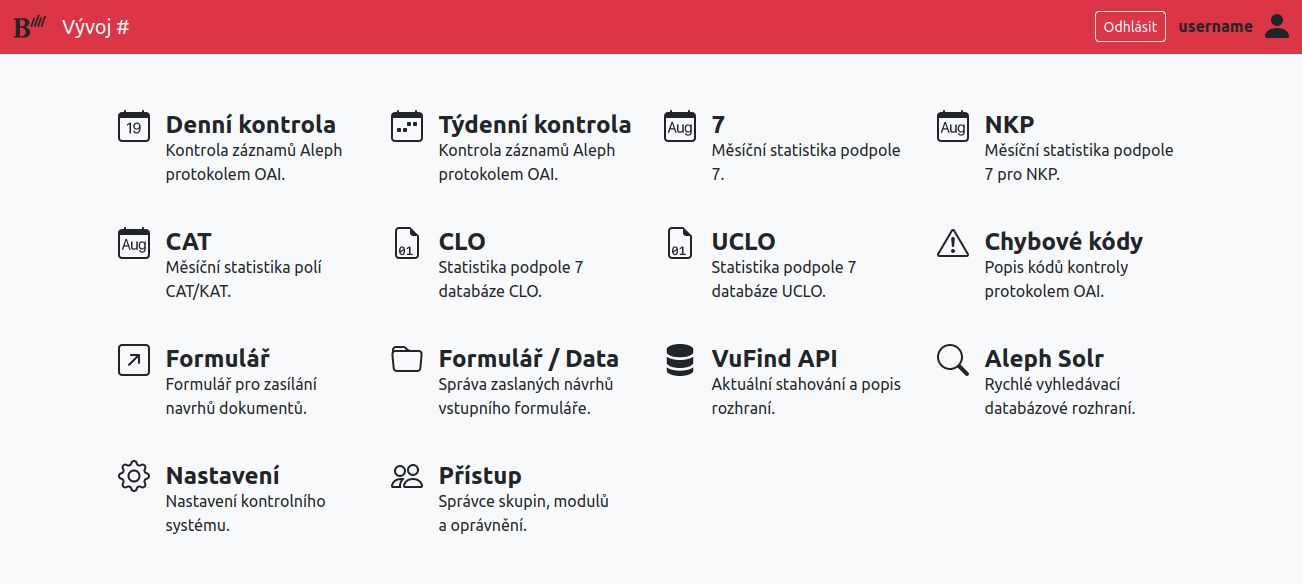 B Vývoj # Odhlásit username
19 Denní kontrola
Kontrola záznamů Aleph
protokolem OAI.
Týdenní kontrola
Kontrola záznamů Aleph
protokolem OAI.
Aug 7
Měsíční statistika podpole
7.
Aug NKP
Měsíční statistika podpole
7 pro NKP.
Aug CAT
Měsíční statistika polí
CAT/KAT.
01 CLO
Statistika podpole 7
databáze CLO.
01 UCLO
Statistika podpole 7
databáze UCLO.
Chybové kódy
Popis kódů kontroly
protokolem OAI.
Formulář
Formulář pro zasílání
navrhů dokumentů.
Formulář / Data
Správa zaslaných návrhů
vstupního formuláře.
VuFind API
Aktuální stahování a popis
rozhraní.
Aleph Solr
Rychlé vyhledávací
databázové rozhraní.
Nastavení
Nastavení kontrolního
systému.
Přístup
Správce skupin, modulů
a oprávnění.